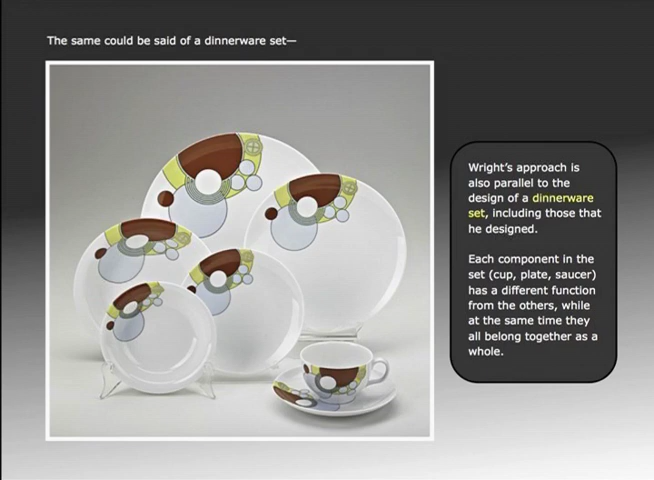 The same could be said of a dinnerware set—
Wright’s approach is
also parallel to the
design of a dinnerware
set, including those that
he designed.
Each component in the
set (cup, plate, saucer)
has a different function
from the others, while
at the same time they
all belong together as a
whole.